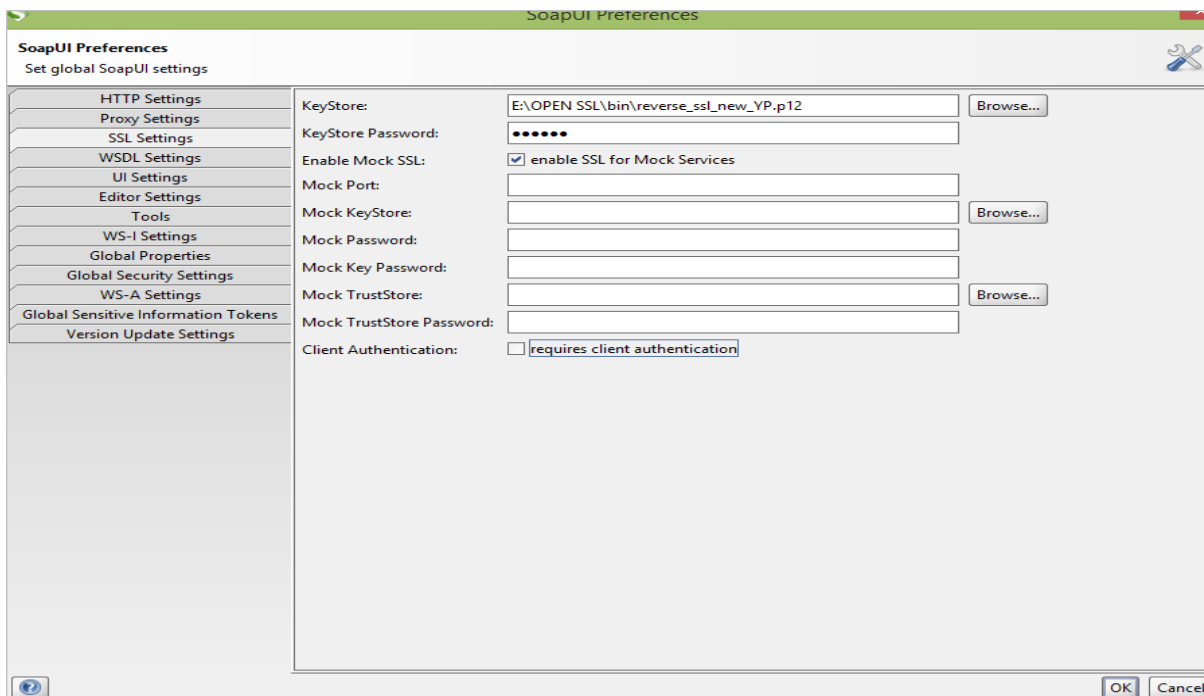 SoapUI Preferences
SoapUI Preferences
Set global SoapUI settings
HTTP Settings
Proxy Settings
SSL Settings
WSDL Settings
UI Settings
Editor Settings
Tools
WS-I Settings
Global Properties
Global Security Settings
WS-A Settings
Global Sensitive Information Tokens
Version Update Settings
KeyStore: E:\OPEN SSL\bin\reverse_ssl_new_YP.p12 Browse...
KeyStore Password: ••••••
Enable Mock SSL: enable SSL for Mock Services
Mock Port:
Mock KeyStore: Browse...
Mock Password:
Mock Key Password:
Mock TrustStore: Browse...
Mock TrustStore Password:
Client Authentication: requires client authentication
OK Cancel